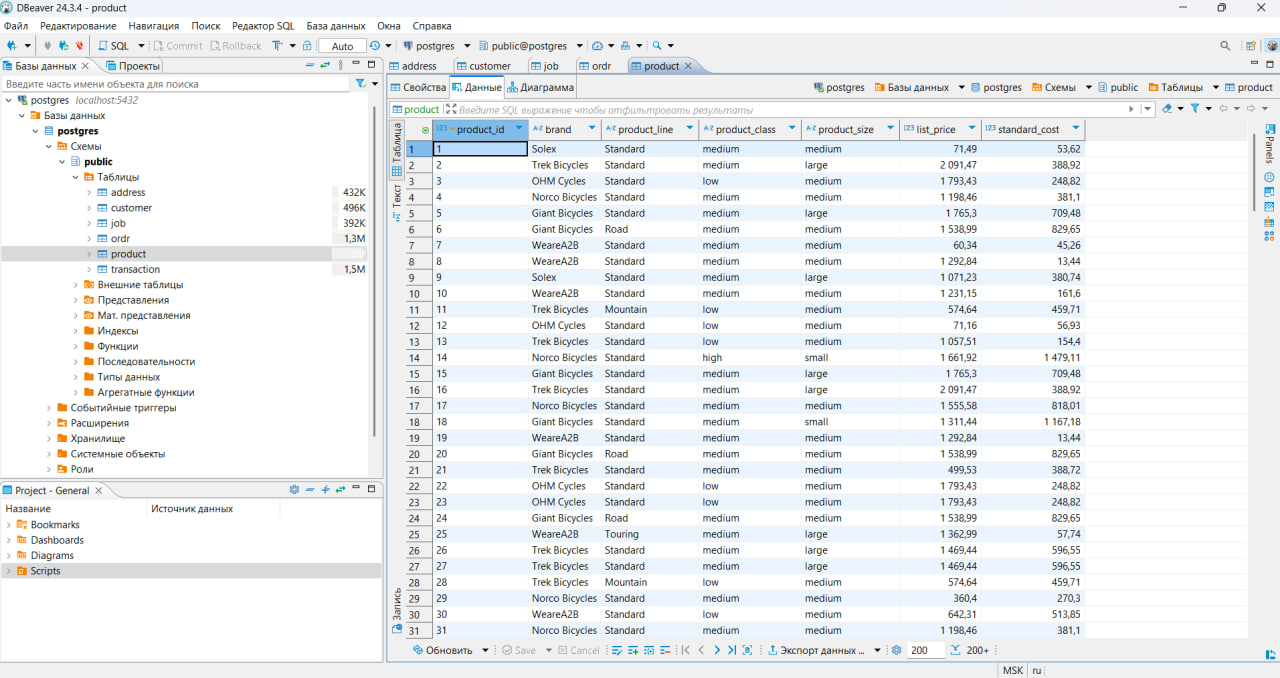 DBeaver 24.3.4 - product
Файл Редактирование Навигация Поиск Редактор SQL База данных Окна Справка
SQL Commit Rollback Auto postgres public@postgres
Базы данных Проекты
Введите часть имени объекта для поиска
postgres localhost:5432
Базы данных
postgres
Схемы
public
Таблицы
address 432K
customer 496K
job 392K
ordr 1,3M
product
transaction 1,5M
Внешние таблицы
Представления
Мат. представления
Индексы
Функции
Последовательности
Типы данных
Агрегатные функции
Событийные триггеры
Расширения
Хранилище
Системные объекты
Роли
Project - General
Название Источник данных
Bookmarks
Dashboards
Diagrams
Scripts
address customer job ordr product
Свойства Данные Диаграмма postgres Базы данных postgres Схемы public Таблицы product
product Введите SQL выражение чтобы отфильтровать результаты
Таблица
Текст
Запись
123 product_id A-Z brand A-Z product_line A-Z product_class A-Z product_size 123 list_price 123 standard_cost
1 1 Solex Standard medium medium 71,49 53,62
2 2 Trek Bicycles Standard medium large 2 091,47 388,92
3 3 OHM Cycles Standard low medium 1 793,43 248,82
4 4 Norco Bicycles Standard medium medium 1 198,46 381,1
5 5 Giant Bicycles Standard medium large 1 765,3 709,48
6 6 Giant Bicycles Road medium medium 1 538,99 829,65
7 7 WeareA2B Standard medium medium 60,34 45,26
8 8 WeareA2B Standard medium medium 1 292,84 13,44
9 9 Solex Standard medium large 1 071,23 380,74
10 10 WeareA2B Standard medium medium 1 231,15 161,6
11 11 Trek Bicycles Mountain low medium 574,64 459,71
12 12 OHM Cycles Standard low medium 71,16 56,93
13 13 Trek Bicycles Standard low medium 1 057,51 154,4
14 14 Norco Bicycles Standard high small 1 661,92 1 479,11
15 15 Giant Bicycles Standard medium large 1 765,3 709,48
16 16 Trek Bicycles Standard medium large 2 091,47 388,92
17 17 Norco Bicycles Standard medium medium 1 555,58 818,01
18 18 Giant Bicycles Standard medium small 1 311,44 1 167,18
19 19 WeareA2B Standard medium medium 1 292,84 13,44
20 20 Giant Bicycles Road medium medium 1 538,99 829,65
21 21 Trek Bicycles Standard medium medium 499,53 388,72
22 22 OHM Cycles Standard low medium 1 793,43 248,82
23 23 OHM Cycles Standard low medium 1 793,43 248,82
24 24 Giant Bicycles Road medium medium 1 538,99 829,65
25 25 WeareA2B Touring medium large 1 362,99 57,74
26 26 Trek Bicycles Standard medium large 1 469,44 596,55
27 27 Trek Bicycles Standard medium large 1 469,44 596,55
28 28 Trek Bicycles Mountain low medium 574,64 459,71
29 29 Norco Bicycles Standard medium medium 360,4 270,3
30 30 WeareA2B Standard low medium 642,31 513,85
31 31 Norco Bicycles Standard medium medium 1 198,46 381,1
Panels
Обновить Save Cancel Экспорт данных ... 200 200+
MSK ru